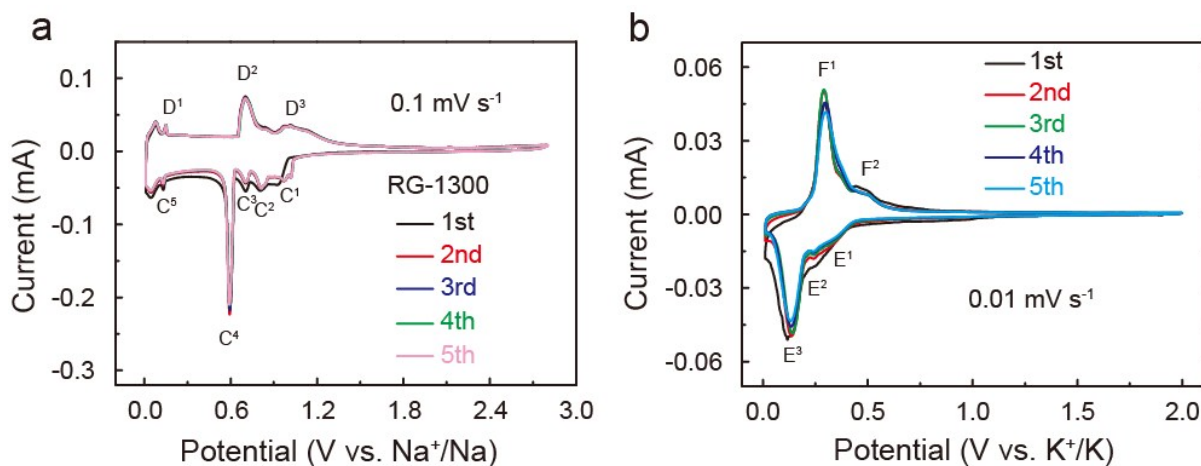 a
0.1
0.0
-0.1
-0.2
-0.3
Current (mA)
D¹
D²
D³
0.1 mV s⁻¹
RG-1300
C⁵
C³
C²
C¹
C⁴
1st
2nd
3rd
4th
5th
0.0
0.6
1.2
1.8
2.4
3.0
Potential (V vs. Na⁺/Na)
b
0.06
0.03
0.00
-0.03
-0.06
Current (mA)
F¹
F²
1st
2nd
3rd
4th
5th
E¹
E²
E³
0.01 mV s⁻¹
0.0
0.5
1.0
1.5
2.0
Potential (V vs. K⁺/K)